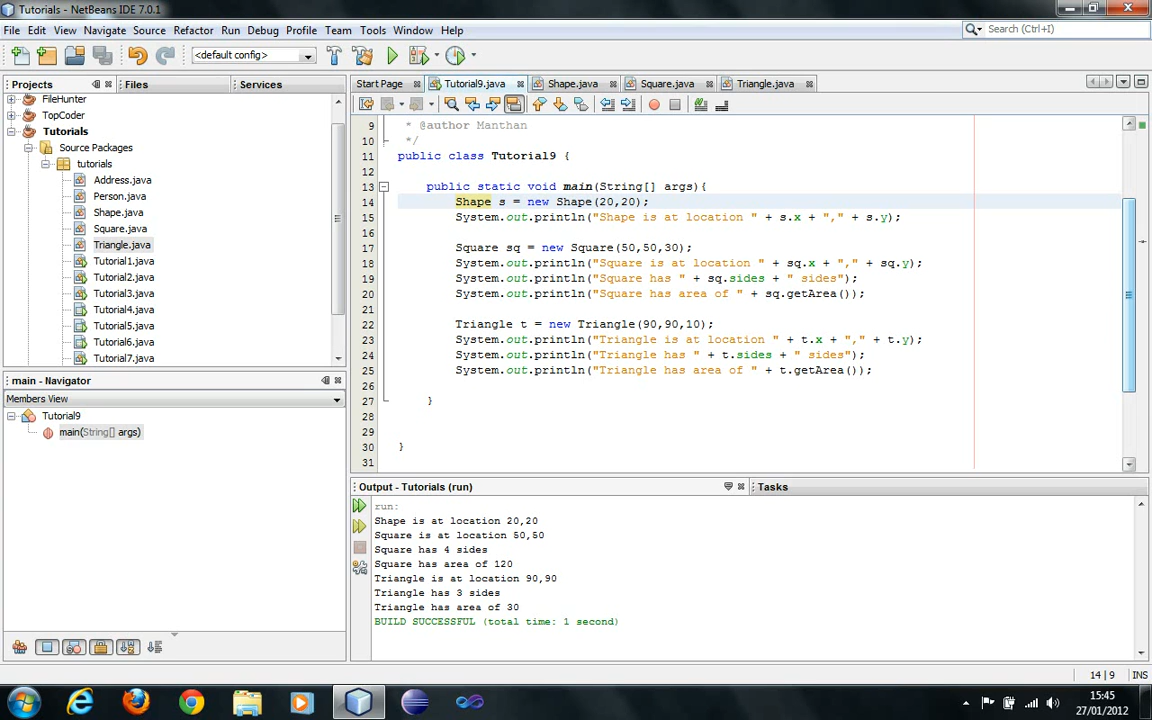 Tutorials - NetBeans IDE 7.0.1
File Edit View Navigate Source Refactor Run Debug Profile Team Tools Window Help
Search (Ctrl+I)
<default config>
Projects Files Services
FileHunter
TopCoder
Tutorials
Source Packages
tutorials
Address.java
Person.java
Shape.java
Square.java
Triangle.java
Tutorial1.java
Tutorial2.java
Tutorial3.java
Tutorial4.java
Tutorial5.java
Tutorial6.java
Tutorial7.java
main - Navigator
Members View
Tutorial9
main(String[] args)
Start Page Tutorial9.java Shape.java Square.java Triangle.java
9 * @author Manthan
10 */
11 public class Tutorial9 {
12
13 public static void main(String[] args){
14 Shape s = new Shape(20,20);
15 System.out.println("Shape is at location " + s.x + "," + s.y);
16
17 Square sq = new Square(50,50,30);
18 System.out.println("Square is at location " + sq.x + "," + sq.y);
19 System.out.println("Square has " + sq.sides + " sides");
20 System.out.println("Square has area of " + sq.getArea());
21
22 Triangle t = new Triangle(90,90,10);
23 System.out.println("Triangle is at location " + t.x + "," + t.y);
24 System.out.println("Triangle has " + t.sides + " sides");
25 System.out.println("Triangle has area of " + t.getArea());
26
27 }
28
29
30 }
31
Output - Tutorials (run) Tasks
run:
Shape is at location 20,20
Square is at location 50,50
Square has 4 sides
Square has area of 120
Triangle is at location 90,90
Triangle has 3 sides
Triangle has area of 30
BUILD SUCCESSFUL (total time: 1 second)
14 | 9 INS
15:45
27/01/2012